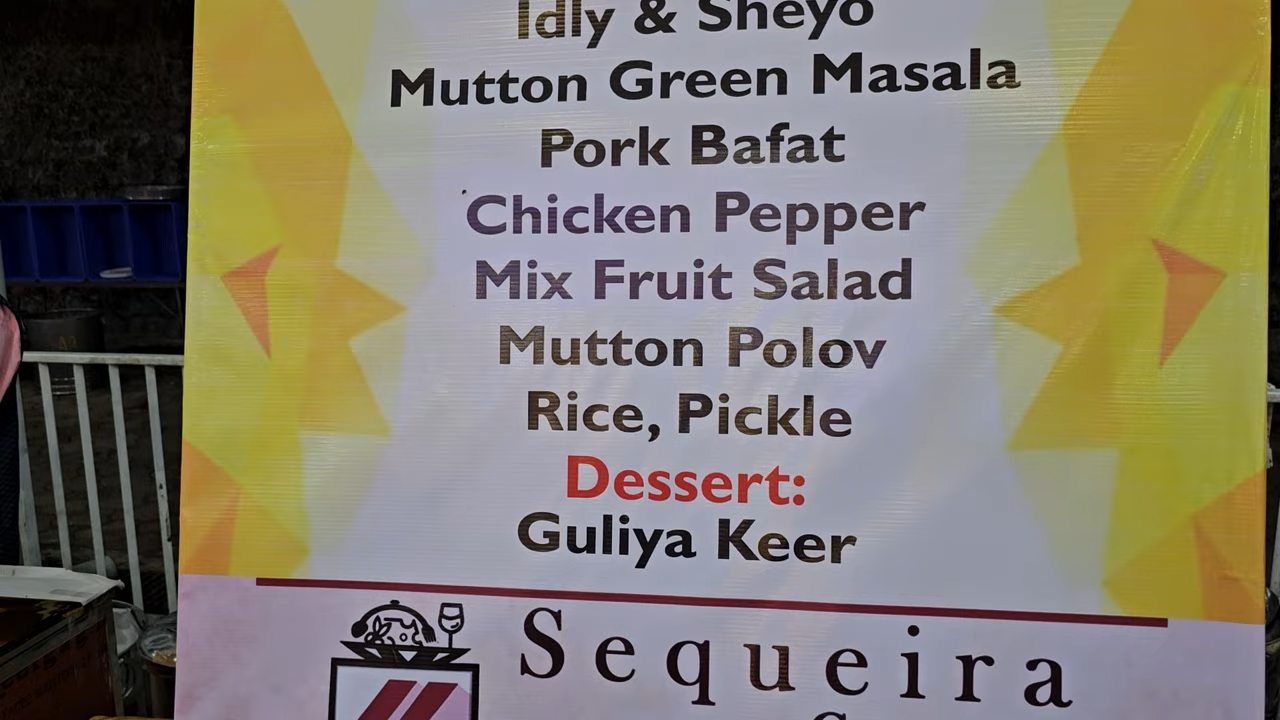 Idly & Sheyo
Mutton Green Masala
Pork Bafat
Chicken Pepper
Mix Fruit Salad
Mutton Polov
Rice, Pickle
Dessert:
Guliya Keer
Sequeira